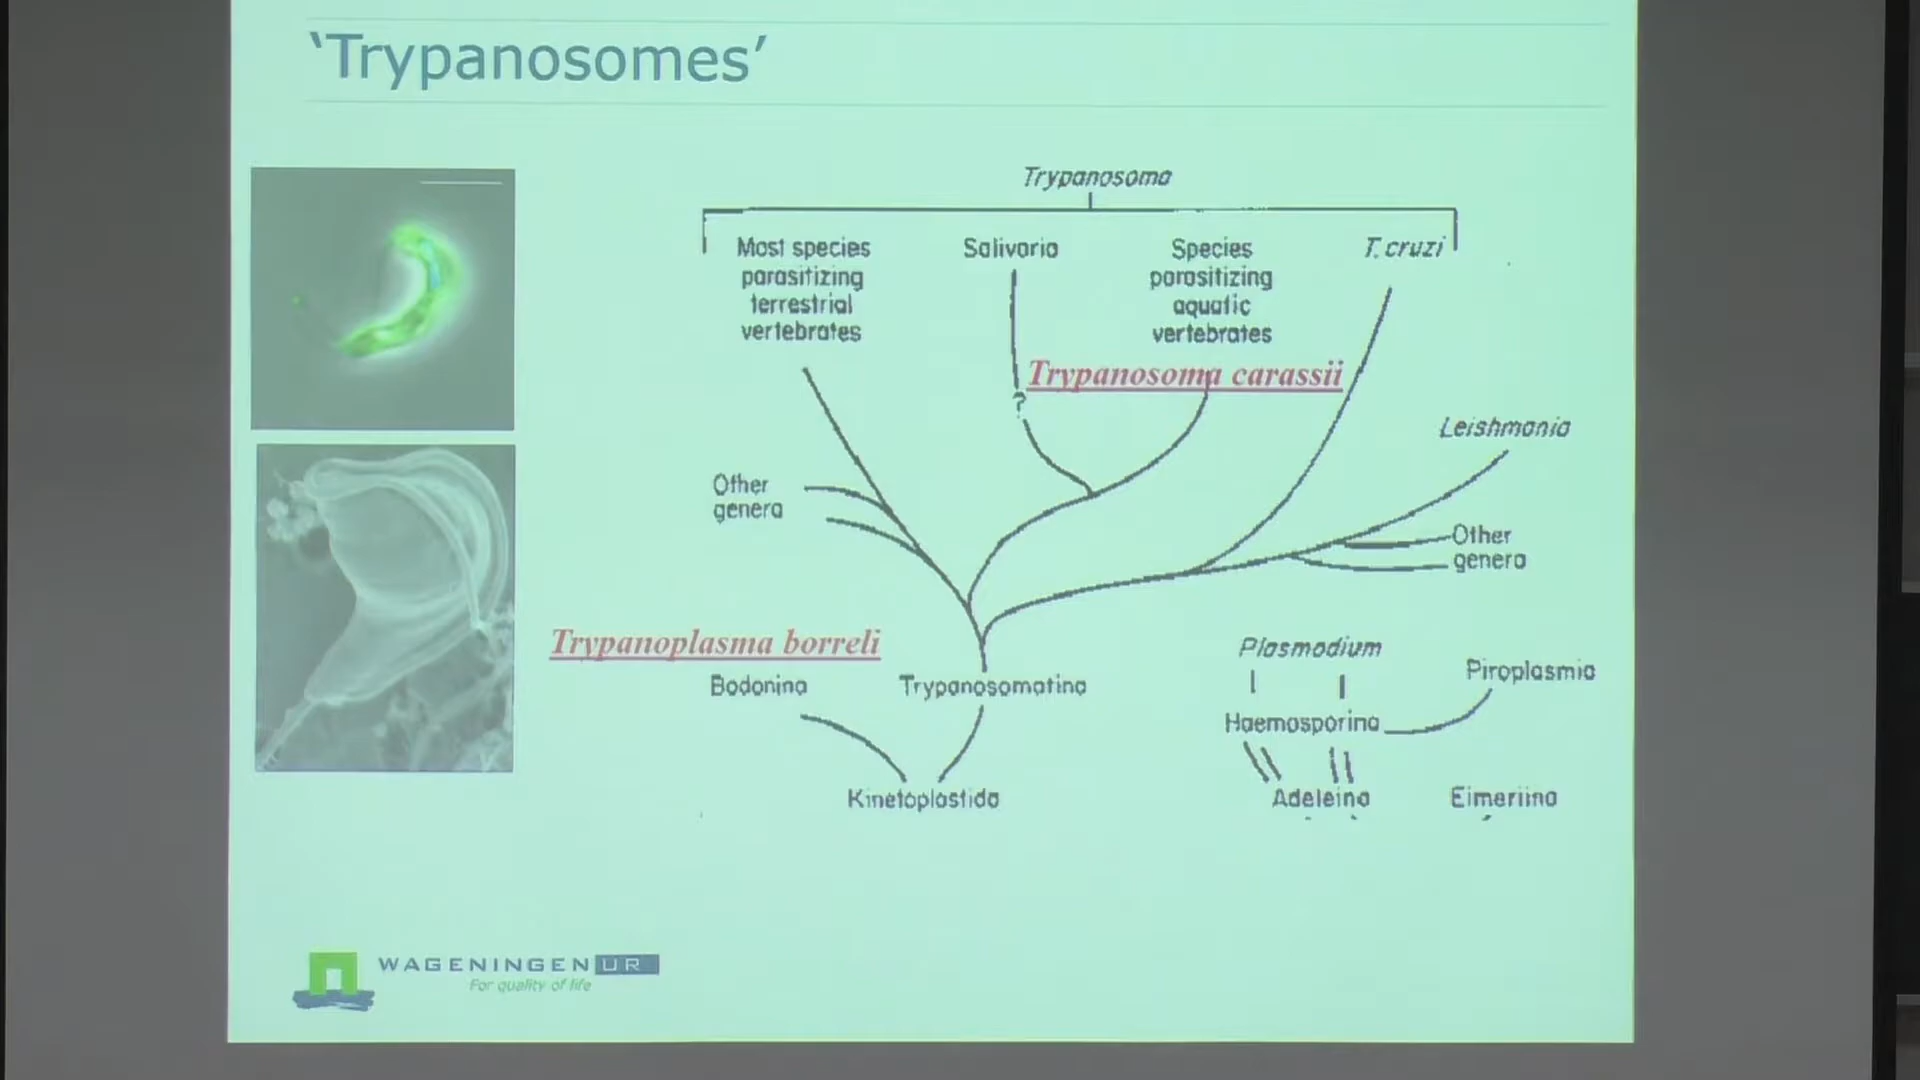 ‘Trypanosomes’
Trypanosoma
Most species
parasitizing
terrestrial
vertebrates
Salivaria
Species
parasitizing
aquatic
vertebrates
T. cruzi
Trypanosoma carassii
?
Leishmania
Other
genera
Other
genera
Trypanoplasma borreli
Bodonina
Trypanosomatina
Plasmodium
Piroplasmia
Haemosporina
Kinetoplastida
Adeleina
Eimeriina
WAGENINGEN UR
For quality of life